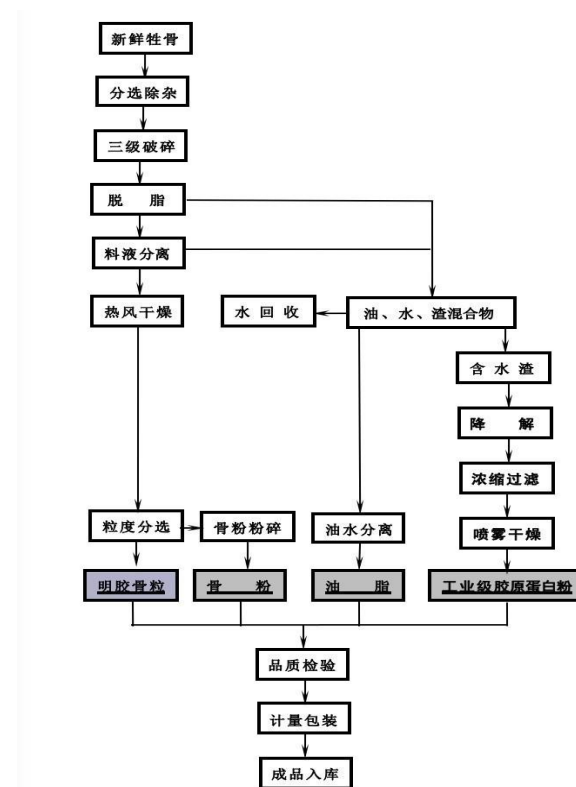 新鲜牲骨
分选除杂
三级破碎
脱 脂
料液分离
热风干燥
水 回 收
油、水、渣混合物
含 水 渣
降 解
浓缩过滤
粒度分选
骨粉粉碎
油水分离
喷雾干燥
明胶骨粒
骨 粉
油 脂
工业级胶原蛋白粉
品质检验
计量包装
成品入库